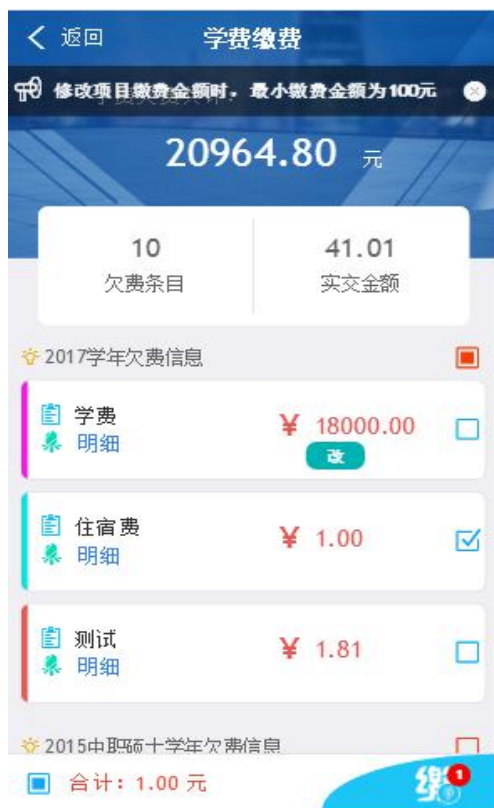 返回
学费缴费
修改项目缴费金额时，最小缴费金额为100元
20964.80 元
10
欠费条目
41.01
实交金额
2017学年欠费信息
学费
明细
¥ 18000.00
改
住宿费
明细
¥ 1.00
测试
明细
¥ 1.81
2015中职硕士学年欠费信息
合计：1.00 元
缴
1